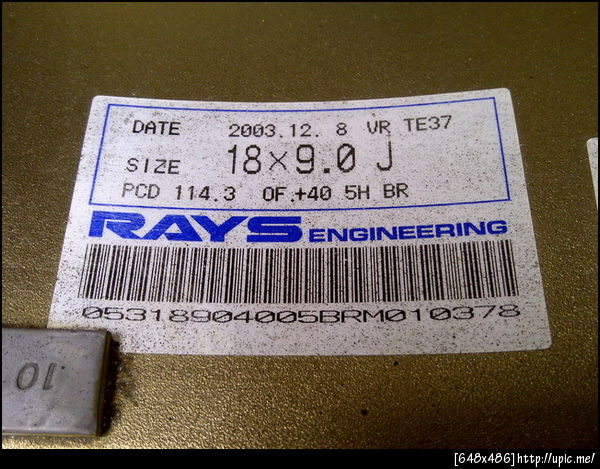 DATE 2003.12. 8 VR TE37
SIZE 18×9.0 J
PCD 114.3 OF.+40 5H BR
RAYS ENGINEERING
05318904005BRM010378
10
[648x486]http://upic.me/